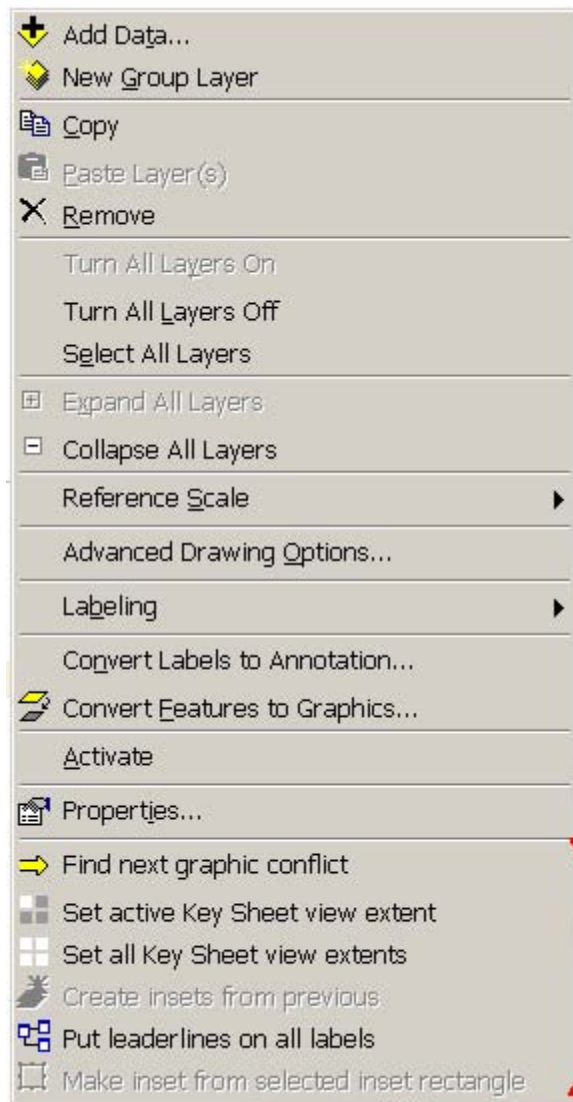 Add Data...
New Group Layer
Copy
Paste Layer(s)
Remove
Turn All Layers On
Turn All Layers Off
Select All Layers
Expand All Layers
Collapse All Layers
Reference Scale
Advanced Drawing Options...
Labeling
Convert Labels to Annotation...
Convert Features to Graphics...
Activate
Properties...
Find next graphic conflict
Set active Key Sheet view extent
Set all Key Sheet view extents
Create insets from previous
Put leaderlines on all labels
Make inset from selected inset rectangle